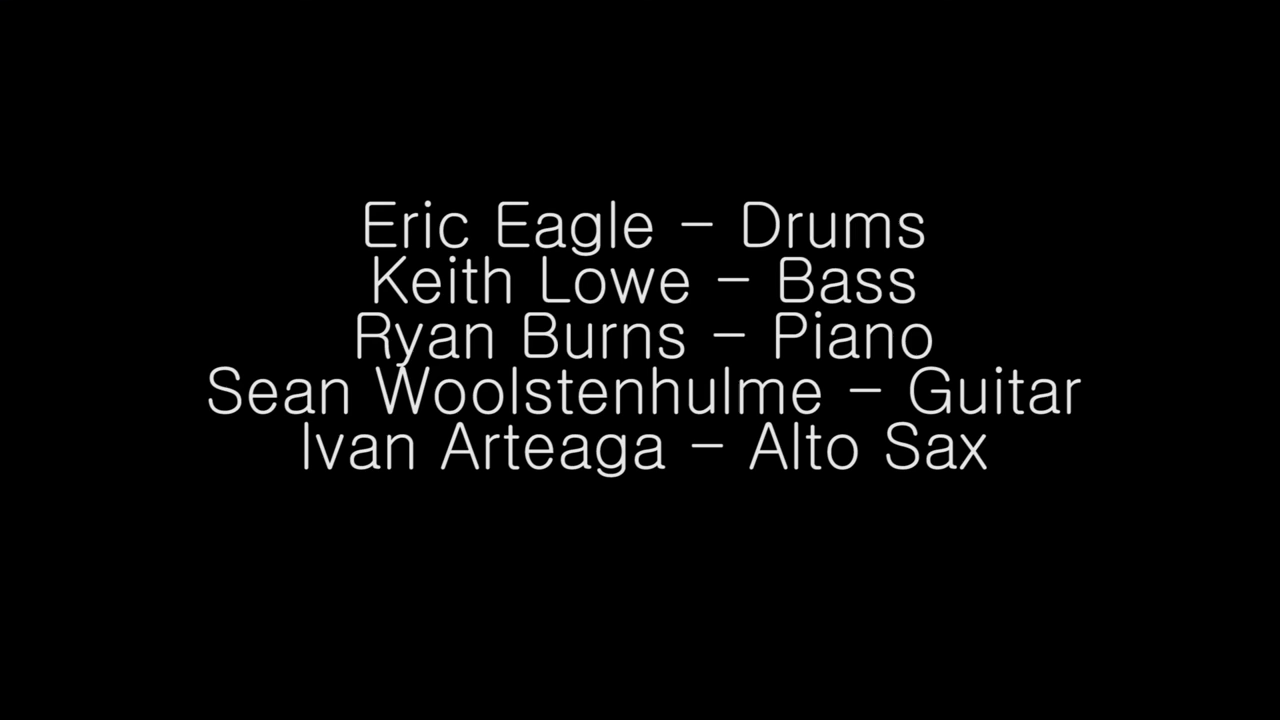 Eric Eagle - Drums
Keith Lowe - Bass
Ryan Burns - Piano
Sean Woolstenhulme - Guitar
Ivan Arteaga - Alto Sax